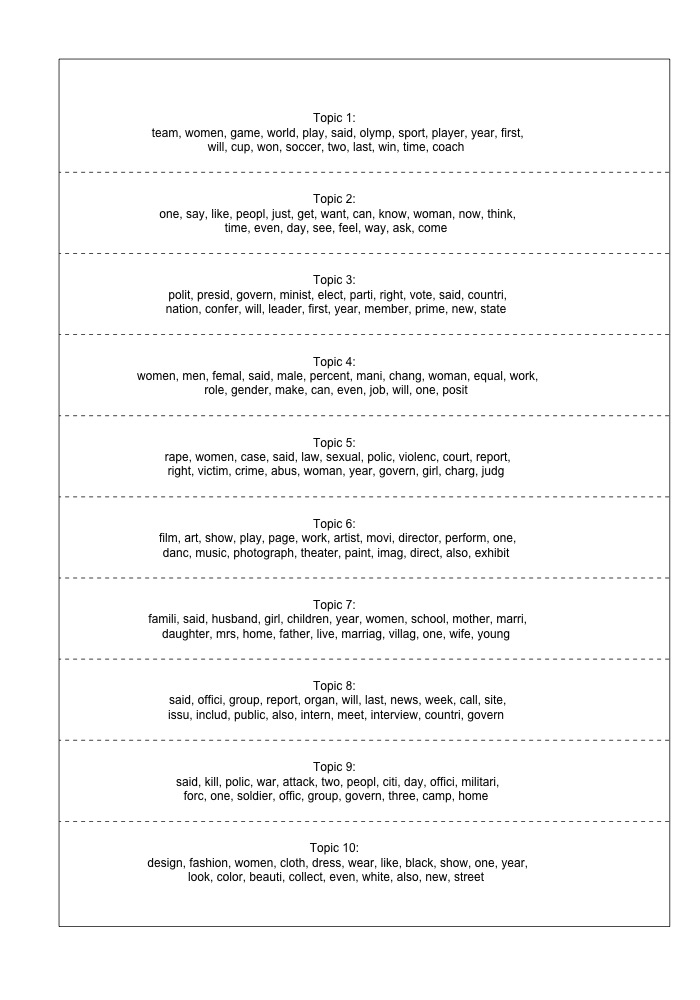 Topic 1:
team, women, game, world, play, said, olymp, sport, player, year, first,
will, cup, won, soccer, two, last, win, time, coach
Topic 2:
one, say, like, peopl, just, get, want, can, know, woman, now, think,
time, even, day, see, feel, way, ask, come
Topic 3:
polit, presid, govern, minist, elect, parti, right, vote, said, countri,
nation, confer, will, leader, first, year, member, prime, new, state
Topic 4:
women, men, femal, said, male, percent, mani, chang, woman, equal, work,
role, gender, make, can, even, job, will, one, posit
Topic 5:
rape, women, case, said, law, sexual, polic, violenc, court, report,
right, victim, crime, abus, woman, year, govern, girl, charg, judg
Topic 6:
film, art, show, play, page, work, artist, movi, director, perform, one,
danc, music, photograph, theater, paint, imag, direct, also, exhibit
Topic 7:
famili, said, husband, girl, children, year, women, school, mother, marri,
daughter, mrs, home, father, live, marriag, villag, one, wife, young
Topic 8:
said, offici, group, report, organ, will, last, news, week, call, site,
issu, includ, public, also, intern, meet, interview, countri, govern
Topic 9:
said, kill, polic, war, attack, two, peopl, citi, day, offici, militari,
forc, one, soldier, offic, group, govern, three, camp, home
Topic 10:
design, fashion, women, cloth, dress, wear, like, black, show, one, year,
look, color, beauti, collect, even, white, also, new, street